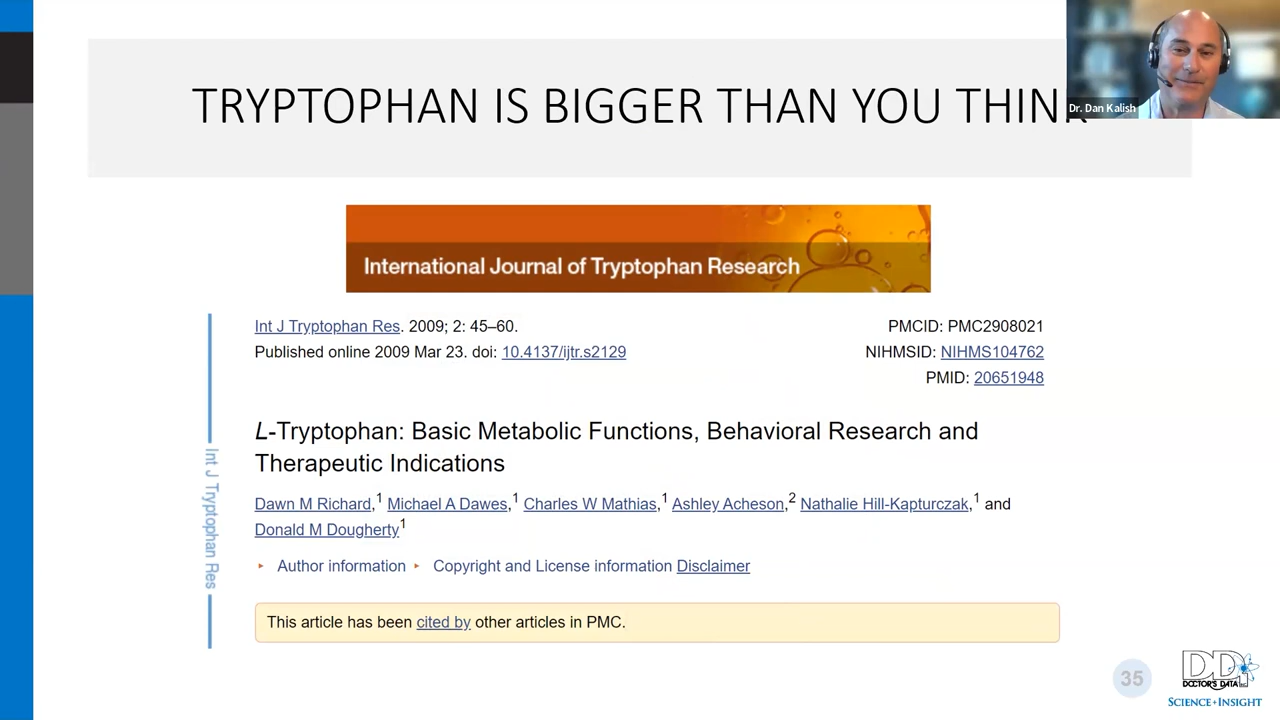 TRYPTOPHAN IS BIGGER THAN YOU THINK
Dr. Dan Kalish
International Journal of Tryptophan Research
Int J Tryptophan Res. 2009; 2: 45–60.
Published online 2009 Mar 23. doi: 10.4137/ijtr.s2129
PMCID: PMC2908021
NIHMSID: NIHMS104762
PMID: 20651948
Int J Tryptophan Res
L-Tryptophan: Basic Metabolic Functions, Behavioral Research and
Therapeutic Indications
Dawn M Richard,1 Michael A Dawes,1 Charles W Mathias,1 Ashley Acheson,2 Nathalie Hill-Kapturczak,1 and
Donald M Dougherty1
Author information Copyright and License information Disclaimer
This article has been cited by other articles in PMC.
35
DDI
DOCTOR'S DATA
SCIENCE + INSIGHT